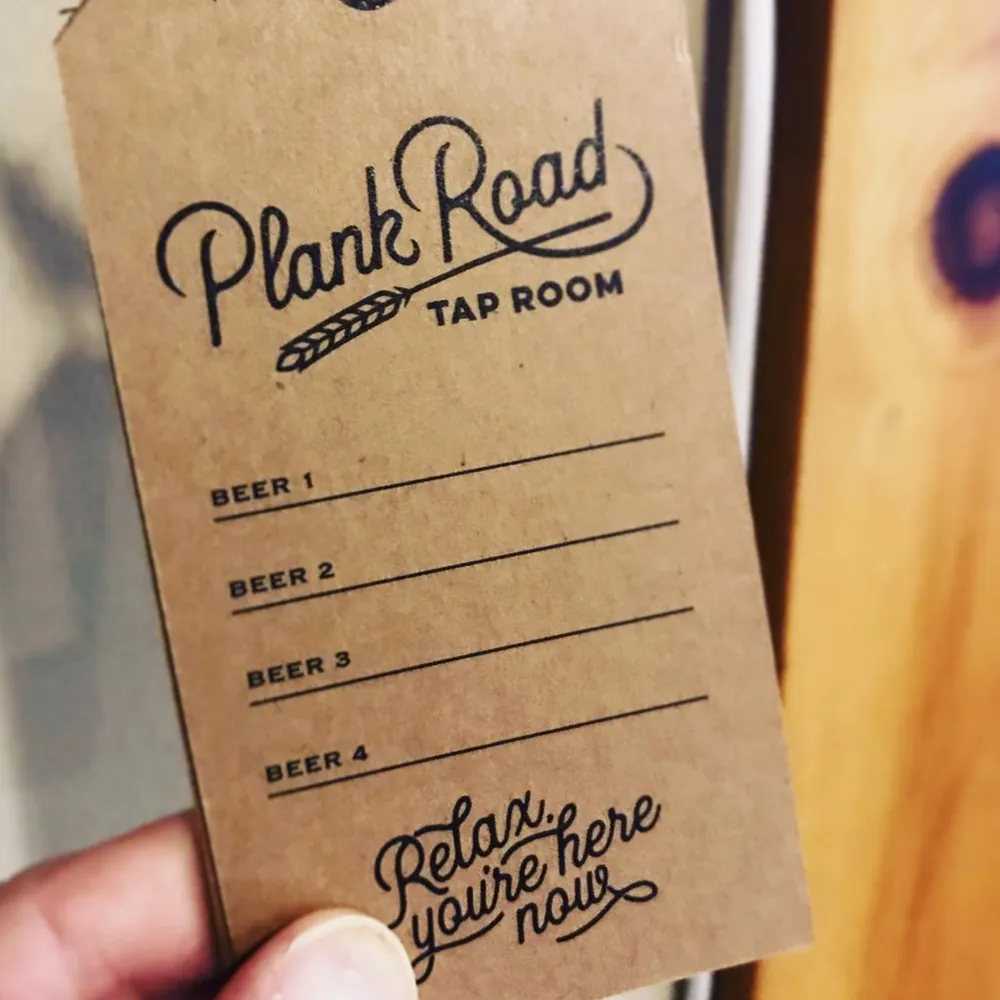 Plank Road
TAP ROOM
BEER 1
BEER 2
BEER 3
BEER 4
Relax.
you're here
now